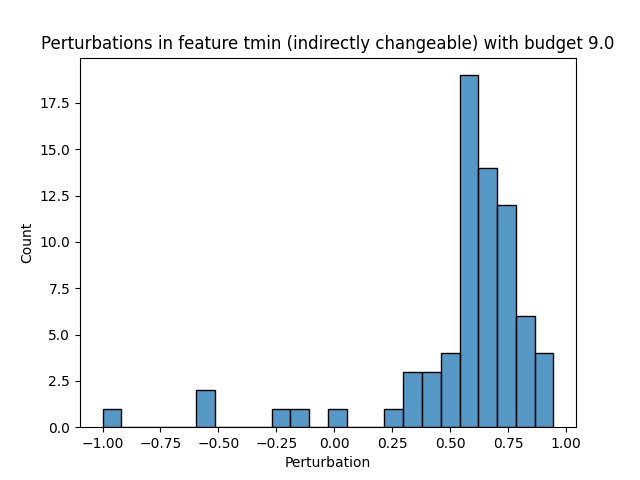 Perturbations in feature tmin (indirectly changeable) with budget 9.0
Count
17.5
15.0
12.5
10.0
7.5
5.0
2.5
0.0
−1.00 −0.75 −0.50 −0.25 0.00 0.25 0.50 0.75 1.00
Perturbation